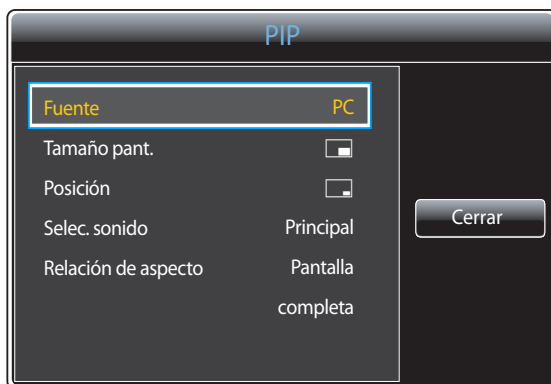 PIP
Fuente PC
Tamaño pant.
Posición
Selec. sonido Principal
Relación de aspecto Pantalla
completa
Cerrar